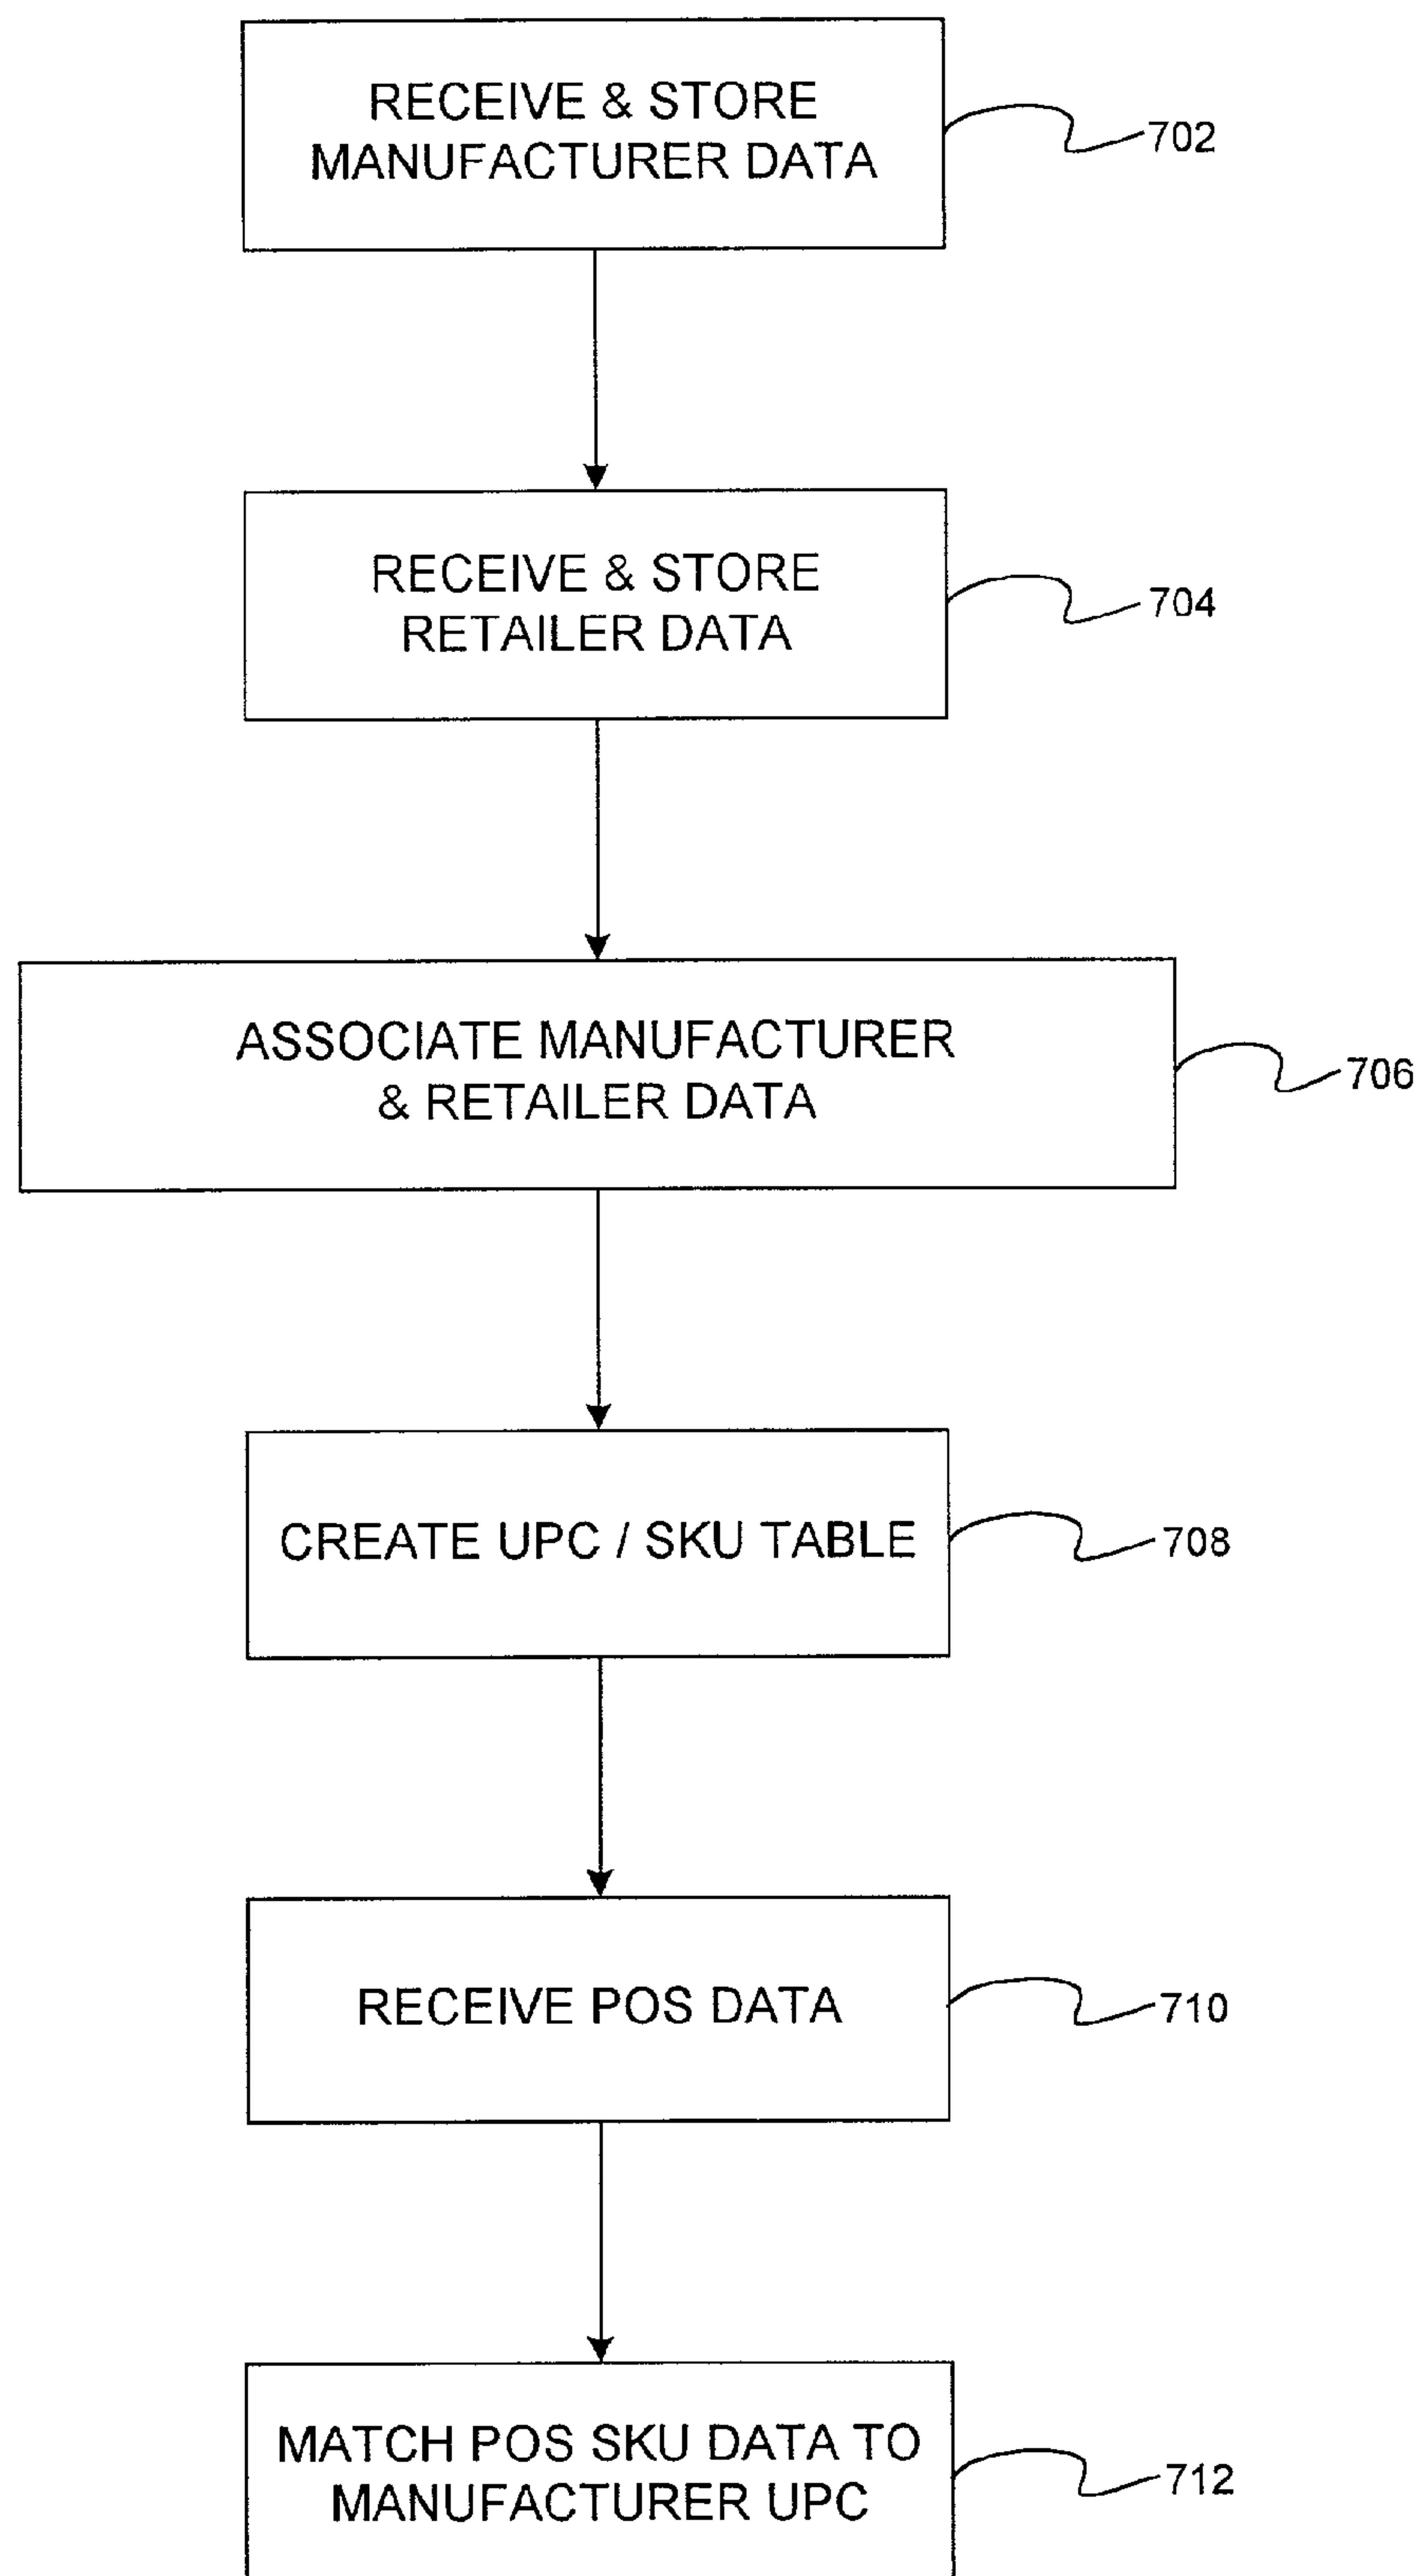 RECEIVE & STORE
MANUFACTURER DATA
702
RECEIVE & STORE
RETAILER DATA
704
ASSOCIATE MANUFACTURER
& RETAILER DATA
706
CREATE UPC / SKU TABLE
708
RECEIVE POS DATA
710
MATCH POS SKU DATA TO
MANUFACTURER UPC
712